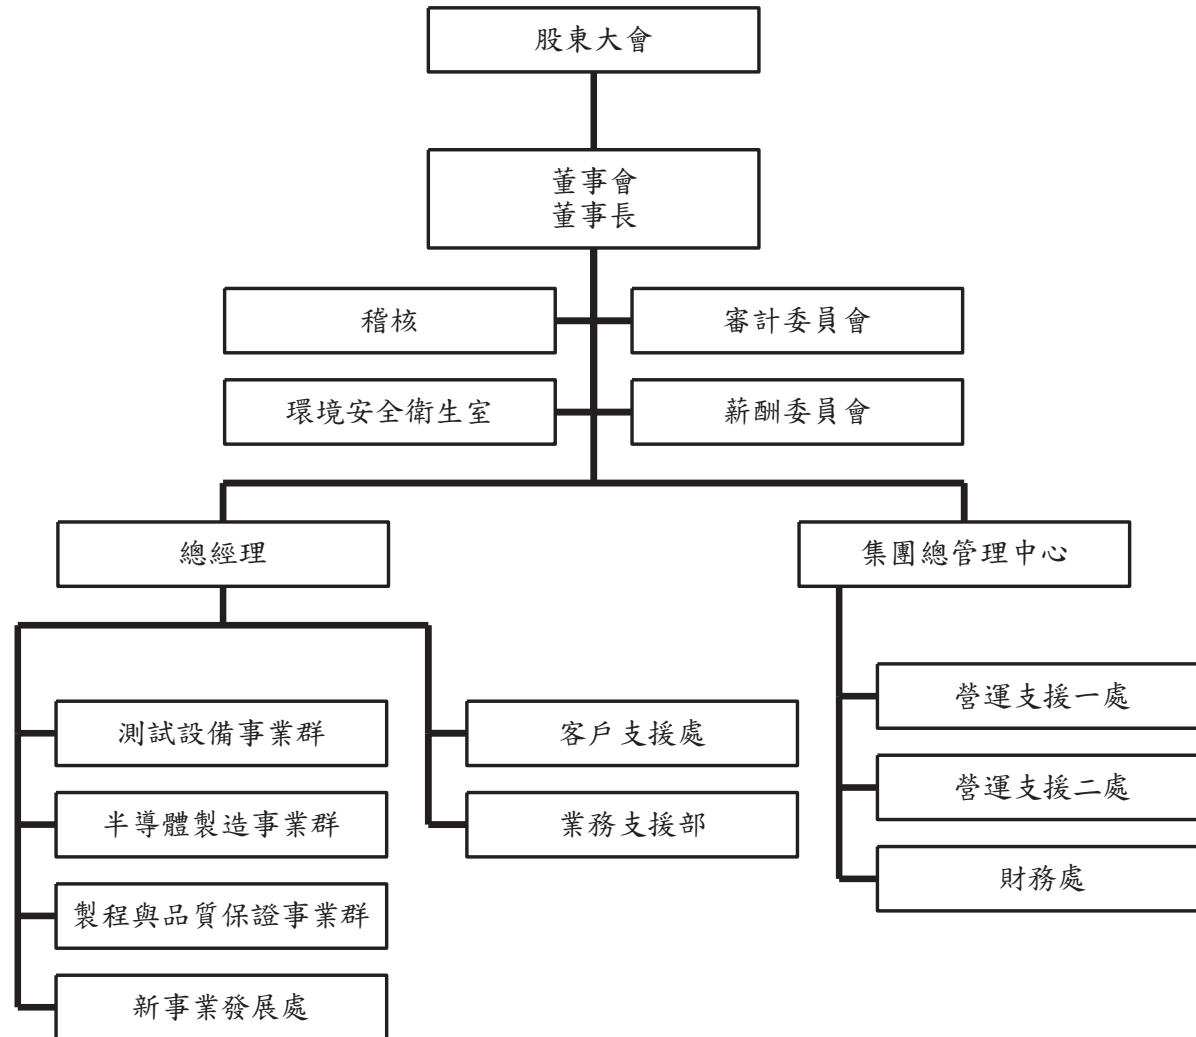 股東大會
董事會
董事長
稽核
審計委員會
環境安全衛生室
薪酬委員會
總經理
集團總管理中心
測試設備事業群
半導體製造事業群
製程與品質保證事業群
新事業發展處
客戶支援處
業務支援部
營運支援一處
營運支援二處
財務處